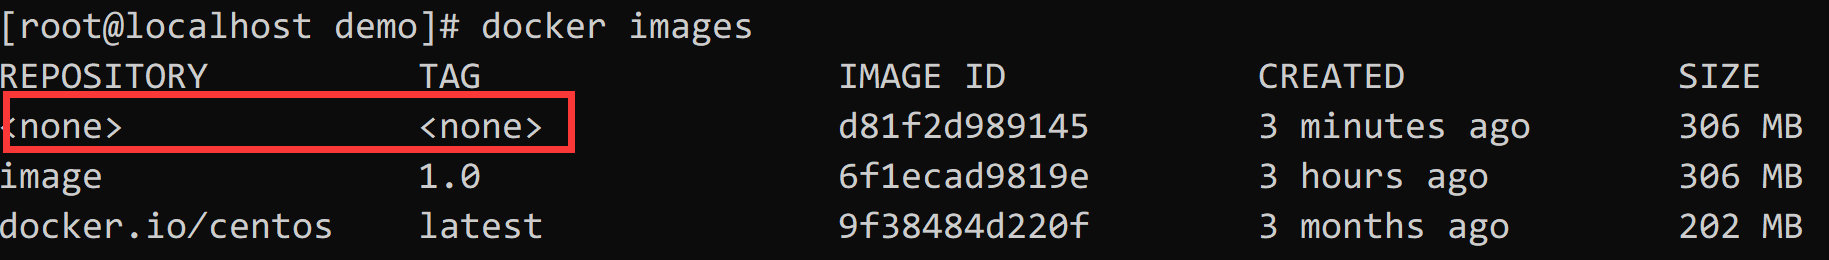 [root@localhost demo]# docker images
REPOSITORY TAG IMAGE ID CREATED SIZE
<none> <none> d81f2d989145 3 minutes ago 306 MB
image 1.0 6f1ecad9819e 3 hours ago 306 MB
docker.io/centos latest 9f38484d220f 3 months ago 202 MB